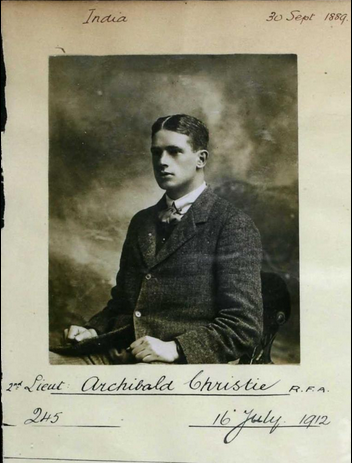 India 30 Sept 1889.
2nd Lieut Archibald Christie R.F.A.
245 16 July 1912